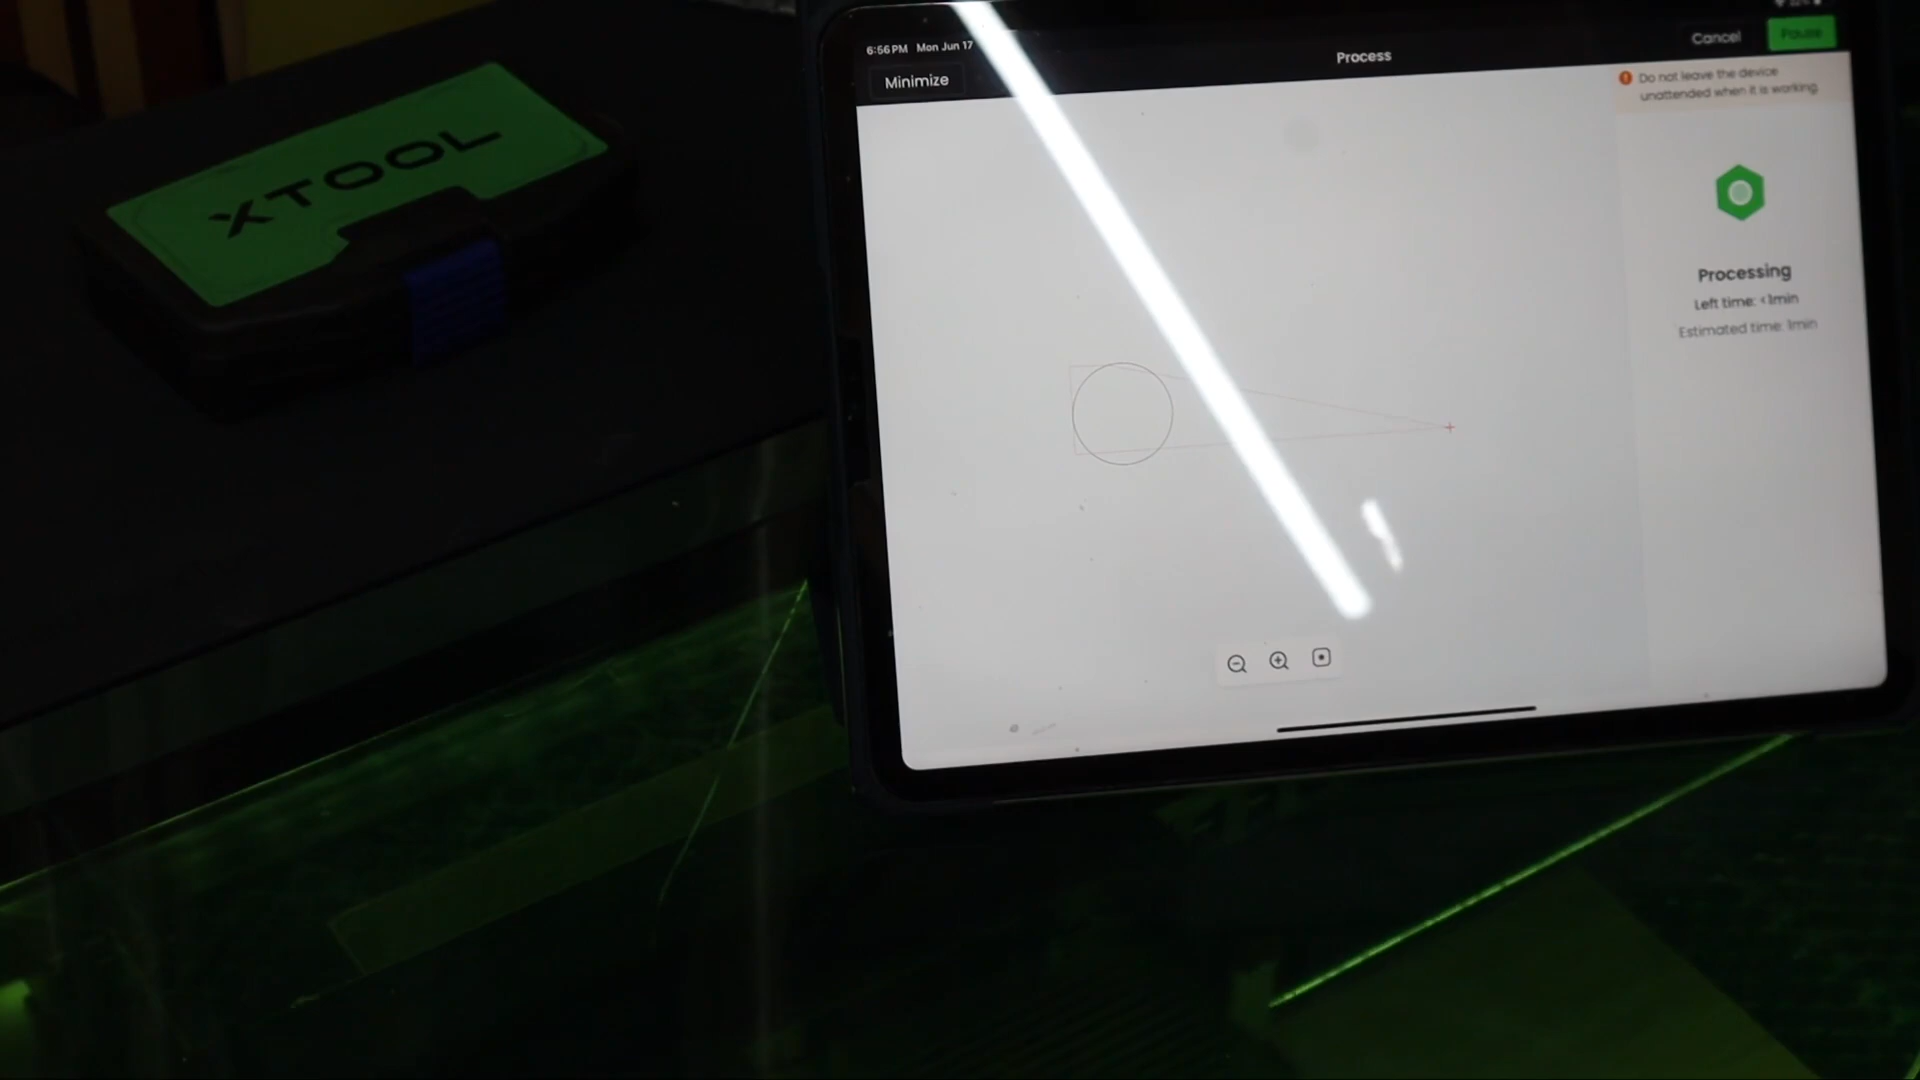 XTOOL
6:56 PM Mon Jun 17
Minimize
Process
Cancel
Pause
Do not leave the device
unattended when it is working.
Processing
Left time: <1min
Estimated time: 1min